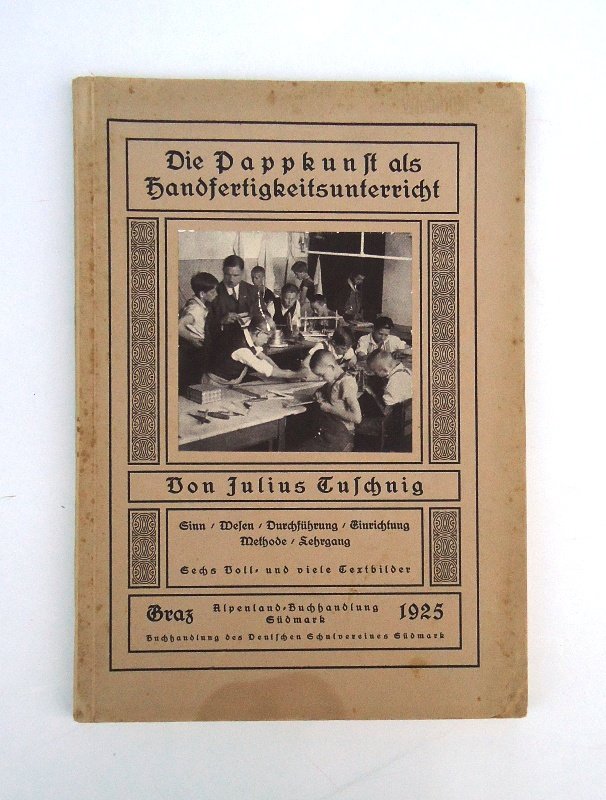 Die Pappkunst als
Handfertigkeitsunterricht
Von Julius Tuschnig
Sinn / Wesen / Durchführung / Einrichtung
Methode / Lehrgang
Sechs Voll- und viele Textbilder
Graz
Alpenland-Buchhandlung
Südmark
1925
Buchhandlung des Deutschen Schulvereines Südmark